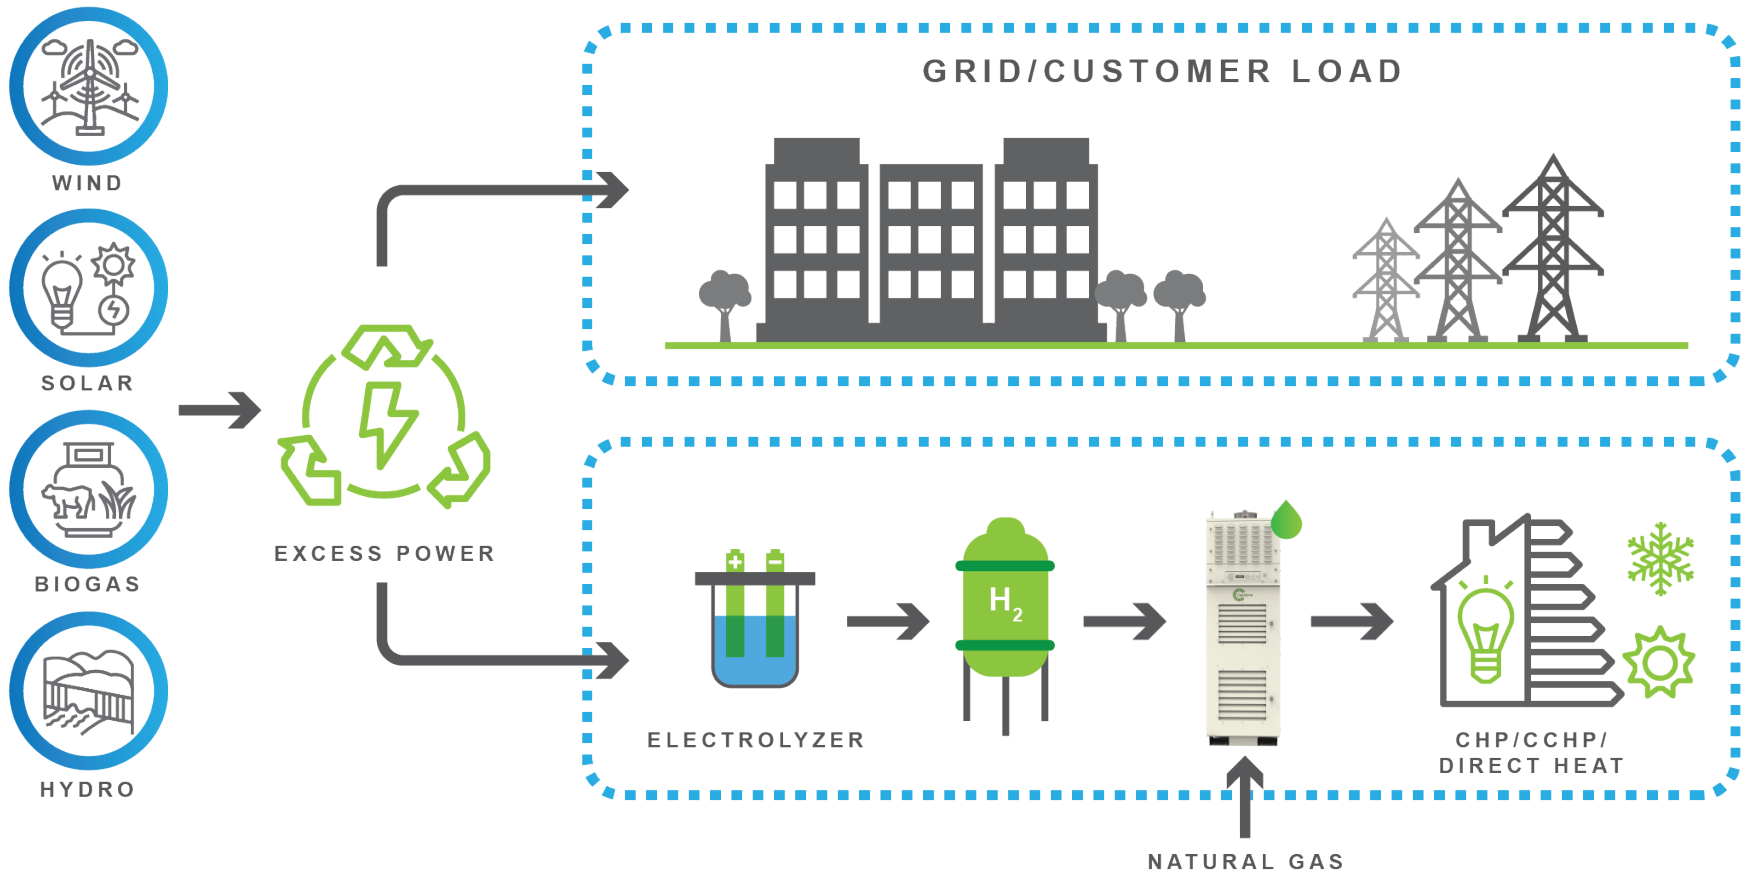 WIND
SOLAR
BIOGAS
HYDRO
EXCESS POWER
GRID/CUSTOMER LOAD
+ −
ELECTROLYZER
H2
NATURAL GAS
CHP/CCHP/
DIRECT HEAT